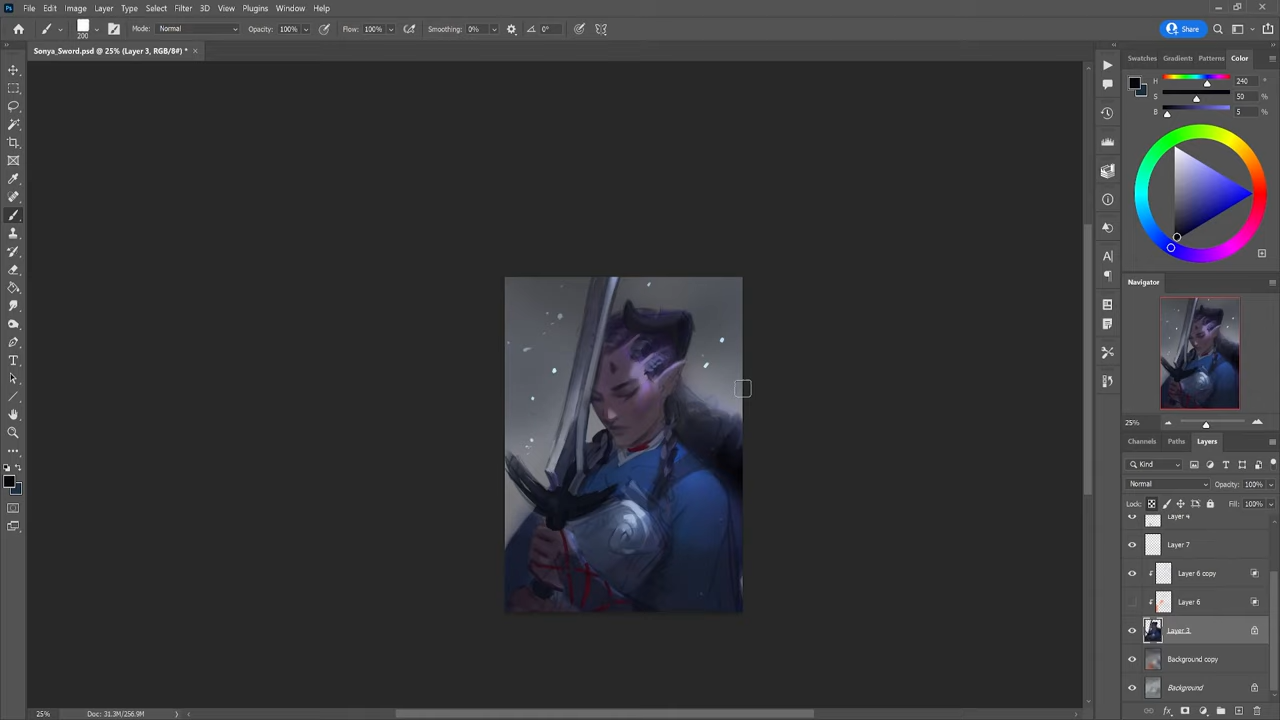 Ps File Edit Image Layer Type Select Filter 3D View Plugins Window Help
200 Mode: Normal Opacity: 100% Flow: 100% Smoothing: 0% 0° Share
Sonya_Sword.psd @ 25% (Layer 3, RGB/8#) * ×
Swatches Gradients Patterns Color
H 240 °
S 50 %
B 5 %
Navigator
25%
Channels Paths Layers
Kind
Normal Opacity: 100%
Lock: Fill: 100%
Layer 4
Layer 7
Layer 6 copy
Layer 6
Layer 3
Background copy
Background
25% Doc: 31.3M/256.9M